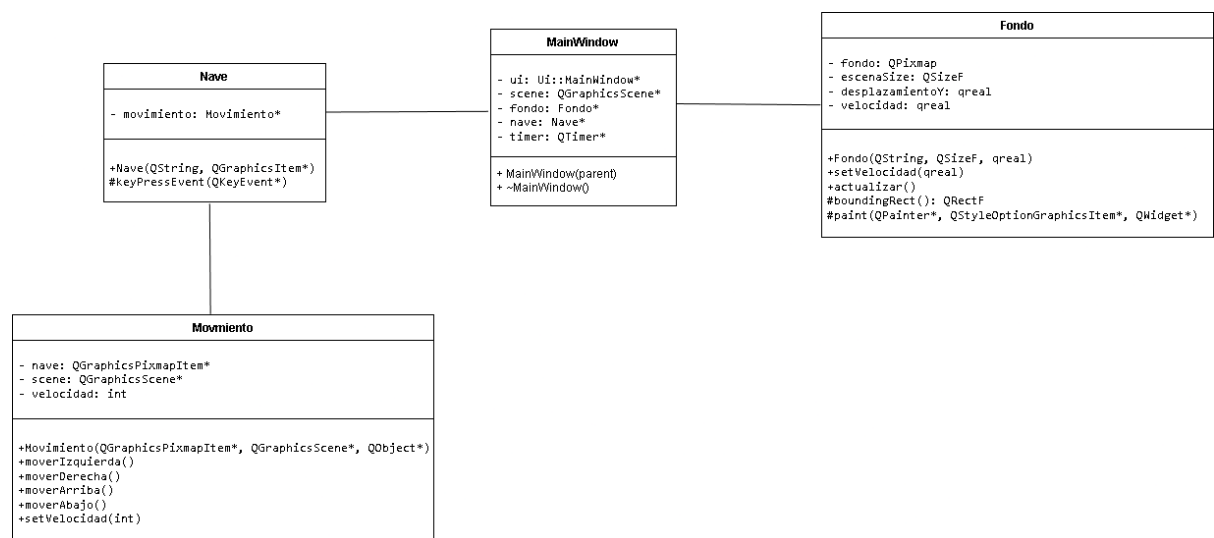 Nave
- movimiento: Movimiento*
+Nave(QString, QGraphicsItem*)
#keyPressEvent(QKeyEvent*)
MainWindow
- ui: Ui::MainWindow*
- scene: QGraphicsScene*
- fondo: Fondo*
- nave: Nave*
- timer: QTimer*
+ MainWindow(parent)
+ ~MainWindow()
Fondo
- fondo: QPixmap
- escenaSize: QSizeF
- desplazamientoY: qreal
- velocidad: qreal
+Fondo(QString, QSizeF, qreal)
+setVelocidad(qreal)
+actualizar()
#boundingRect(): QRectF
#paint(QPainter*, QStyleOptionGraphicsItem*, QWidget*)
Movmiento
- nave: QGraphicsPixmapItem*
- scene: QGraphicsScene*
- velocidad: int
+Movimiento(QGraphicsPixmapItem*, QGraphicsScene*, QObject*)
+moverIzquierda()
+moverDerecha()
+moverArriba()
+moverAbajo()
+setVelocidad(int)